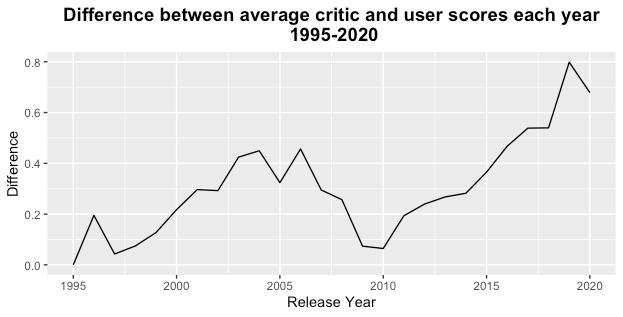 Difference between average critic and user scores each year
1995-2020
0.8
0.6
0.4
0.2
0.0
Difference
1995 2000 2005 2010 2015 2020
Release Year